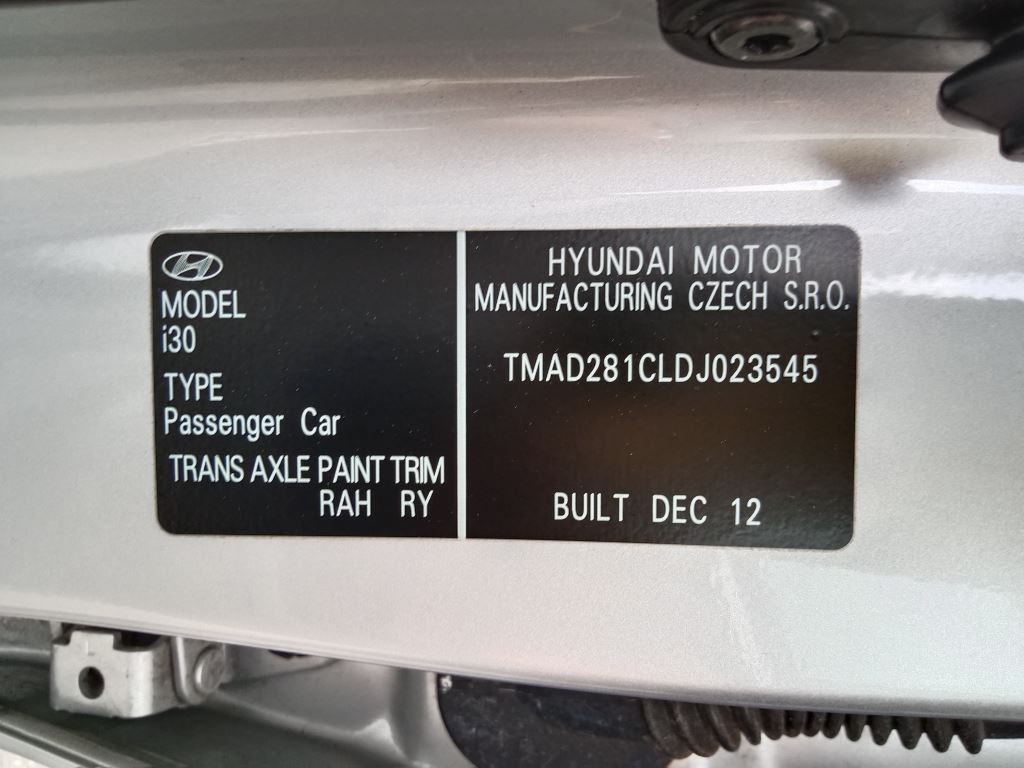 MODEL
i30
TYPE
Passenger Car
TRANS AXLE PAINT TRIM
RAH RY
HYUNDAI MOTOR
MANUFACTURING CZECH S.R.O.
TMAD281CLDJ023545
BUILT DEC 12